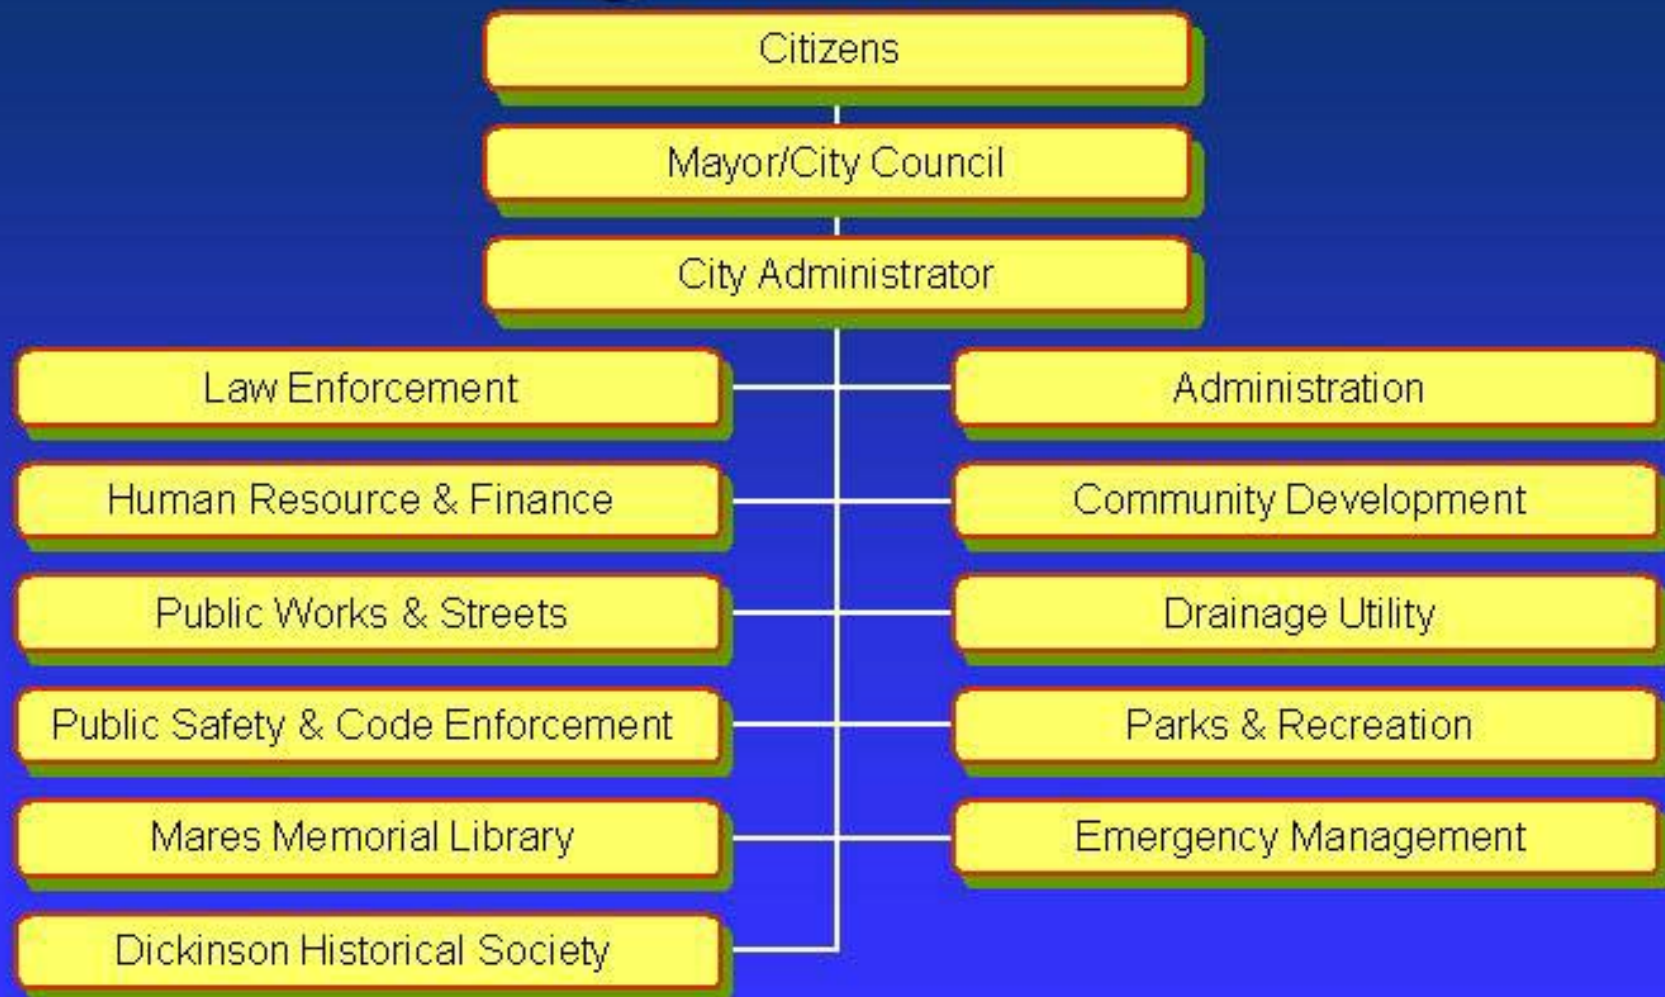 Citizens
Mayor/City Council
City Administrator
Law Enforcement
Administration
Human Resource & Finance
Community Development
Public Works & Streets
Drainage Utility
Public Safety & Code Enforcement
Parks & Recreation
Mares Memorial Library
Emergency Management
Dickinson Historical Society